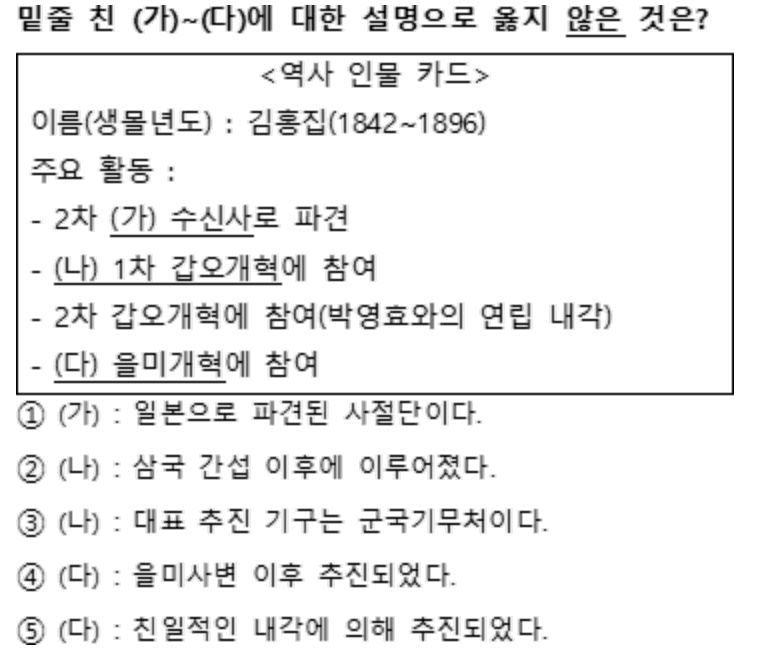 밑줄 친 (가)~(다)에 대한 설명으로 옳지 않은 것은?
<역사 인물 카드>
이름(생몰년도) : 김홍집(1842~1896)
주요 활동 :
- 2차 (가) 수신사로 파견
- (나) 1차 갑오개혁에 참여
- 2차 갑오개혁에 참여(박영효와의 연립 내각)
- (다) 을미개혁에 참여
① (가) : 일본으로 파견된 사절단이다.
② (나) : 삼국 간섭 이후에 이루어졌다.
③ (나) : 대표 추진 기구는 군국기무처이다.
④ (다) : 을미사변 이후 추진되었다.
⑤ (다) : 친일적인 내각에 의해 추진되었다.